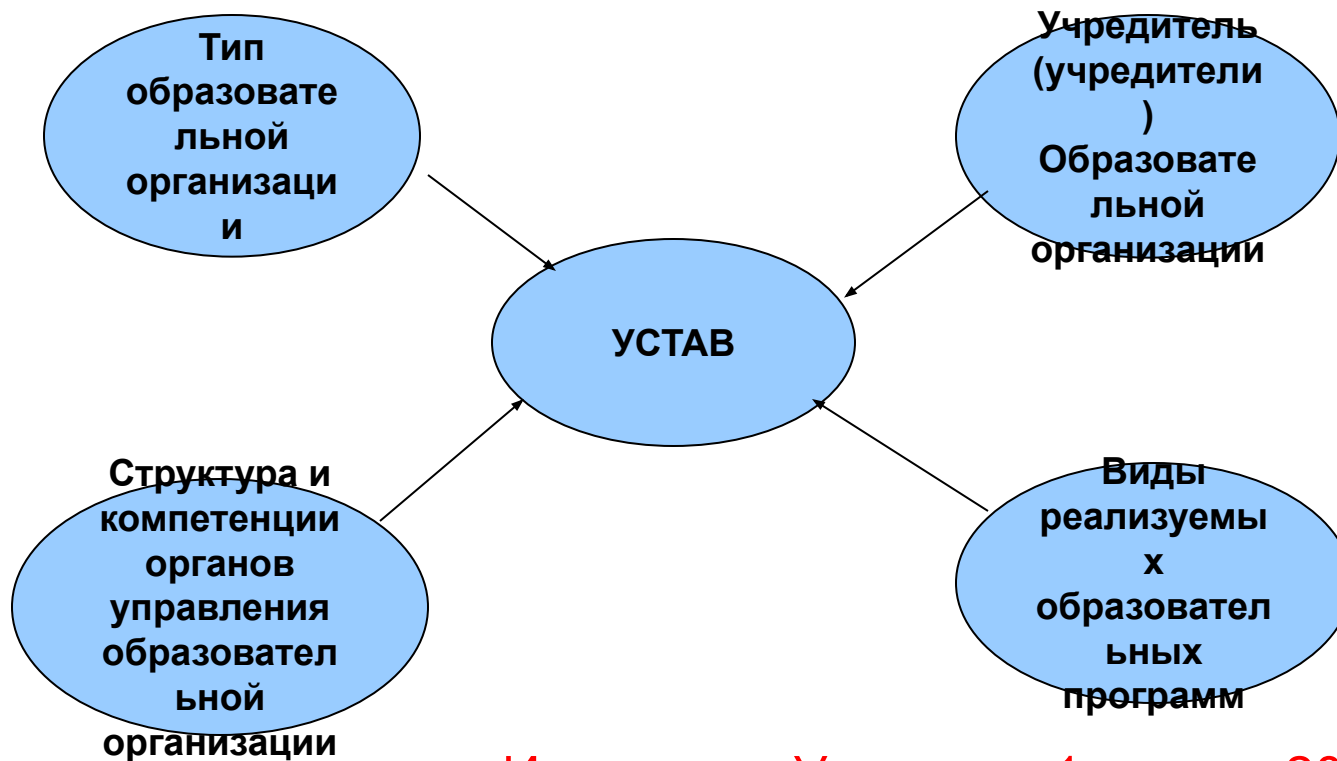 Тип
образовате
льной
организаци
и
Учредитель
(учредители
)
Образовате
льной
организации
УСТАВ
Структура и
компетенции
органов
управления
образовател
ьной
организации
Виды
реализуемы
х
образовател
ьных
программ